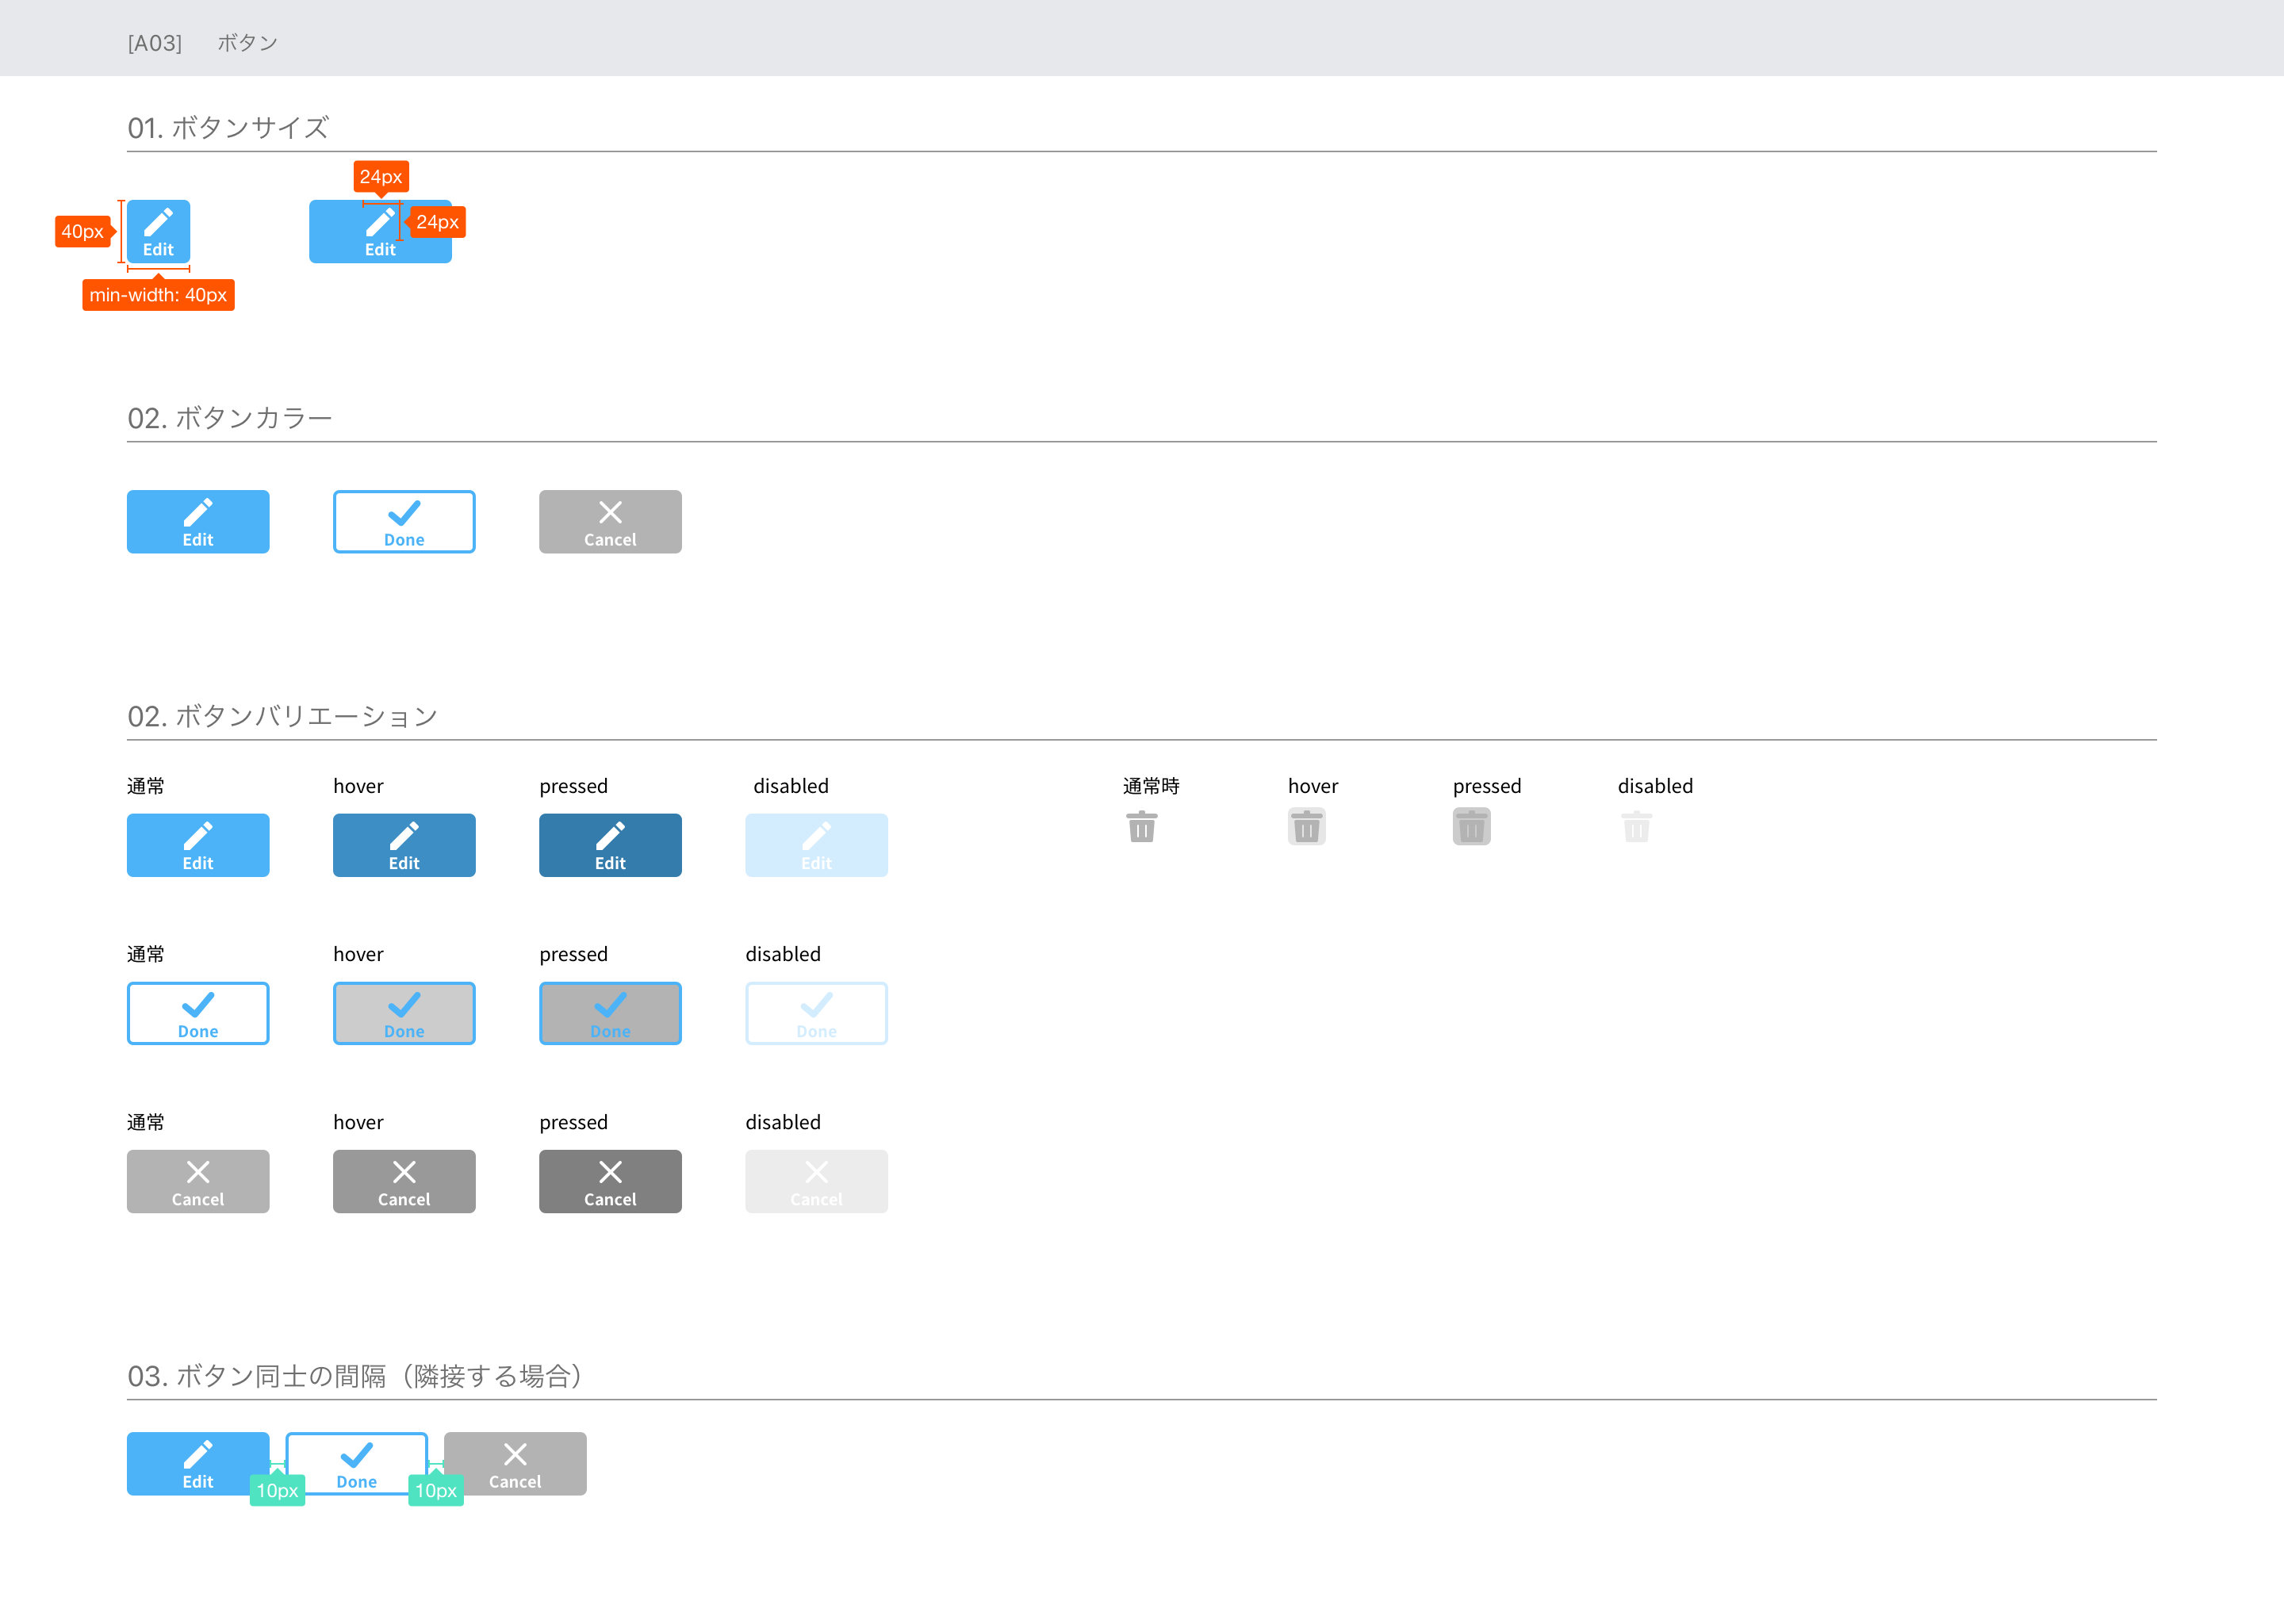 [A03] ボタン
01. ボタンサイズ
24px
40px
Edit
24px
Edit
min-width: 40px
02. ボタンカラー
Edit
Done
Cancel
02. ボタンバリエーション
通常 hover pressed disabled 通常時 hover pressed disabled
Edit Edit Edit Edit
通常 hover pressed disabled
Done Done Done Done
通常 hover pressed disabled
Cancel Cancel Cancel Cancel
03. ボタン同士の間隔（隣接する場合）
Edit Done Cancel
10px 10px